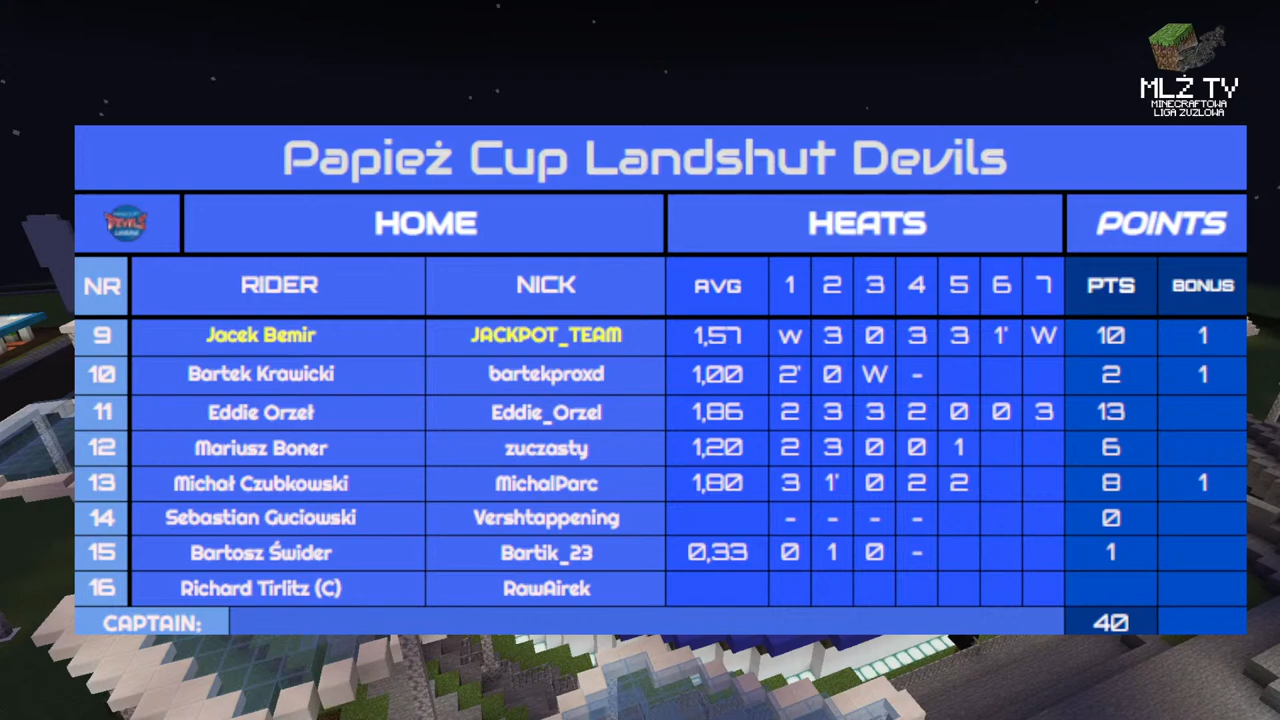 MLŻ TV
MINECRAFTOWA
LIGA ŻUŻLOWA
Papież Cup Landshut Devils
HOME HEATS POINTS
NR RIDER NICK AVG 1 2 3 4 5 6 7 PTS BONUS
9 Jacek Bemir JACKPOT_TEAM 1,57 w 3 0 3 3 1' W 10 1
10 Bartek Krawicki bartekproxd 1,00 2' 0 W - 2 1
11 Eddie Orzeł Eddie_Orzel 1,86 2 3 3 2 0 0 3 13
12 Mariusz Boner zuczasty 1,20 2 3 0 0 1 6
13 Michał Czubkowski MichalParc 1,80 3 1' 0 2 2 8 1
14 Sebastian Guciowski Vershtappening - - - - 0
15 Bartosz Świder Bartik_23 0,33 0 1 0 - 1
16 Richard Tirlitz (C) RawAirek
CAPTAIN: 40